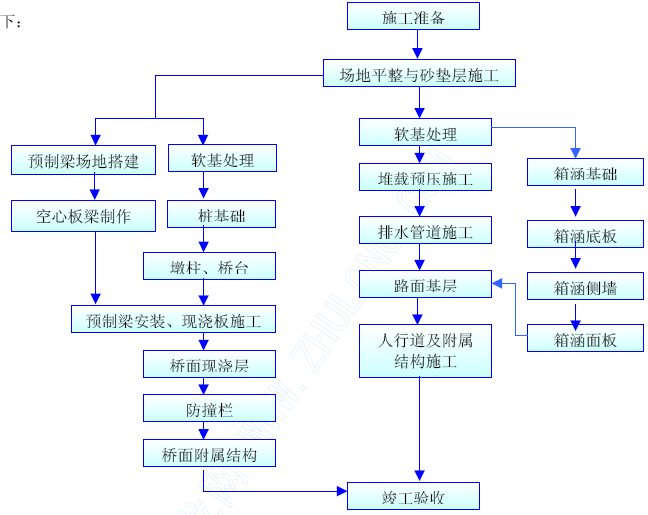 下：
施工准备
场地平整与砂垫层施工
预制梁场地搭建
软基处理
软基处理
箱涵基础
堆载预压施工
空心板梁制作
桩基础
排水管道施工
箱涵底板
墩柱、桥台
路面基层
箱涵侧墙
预制梁安装、现浇板施工
人行道及附属
结构施工
箱涵面板
桥面现浇层
防撞栏
桥面附属结构
竣工验收